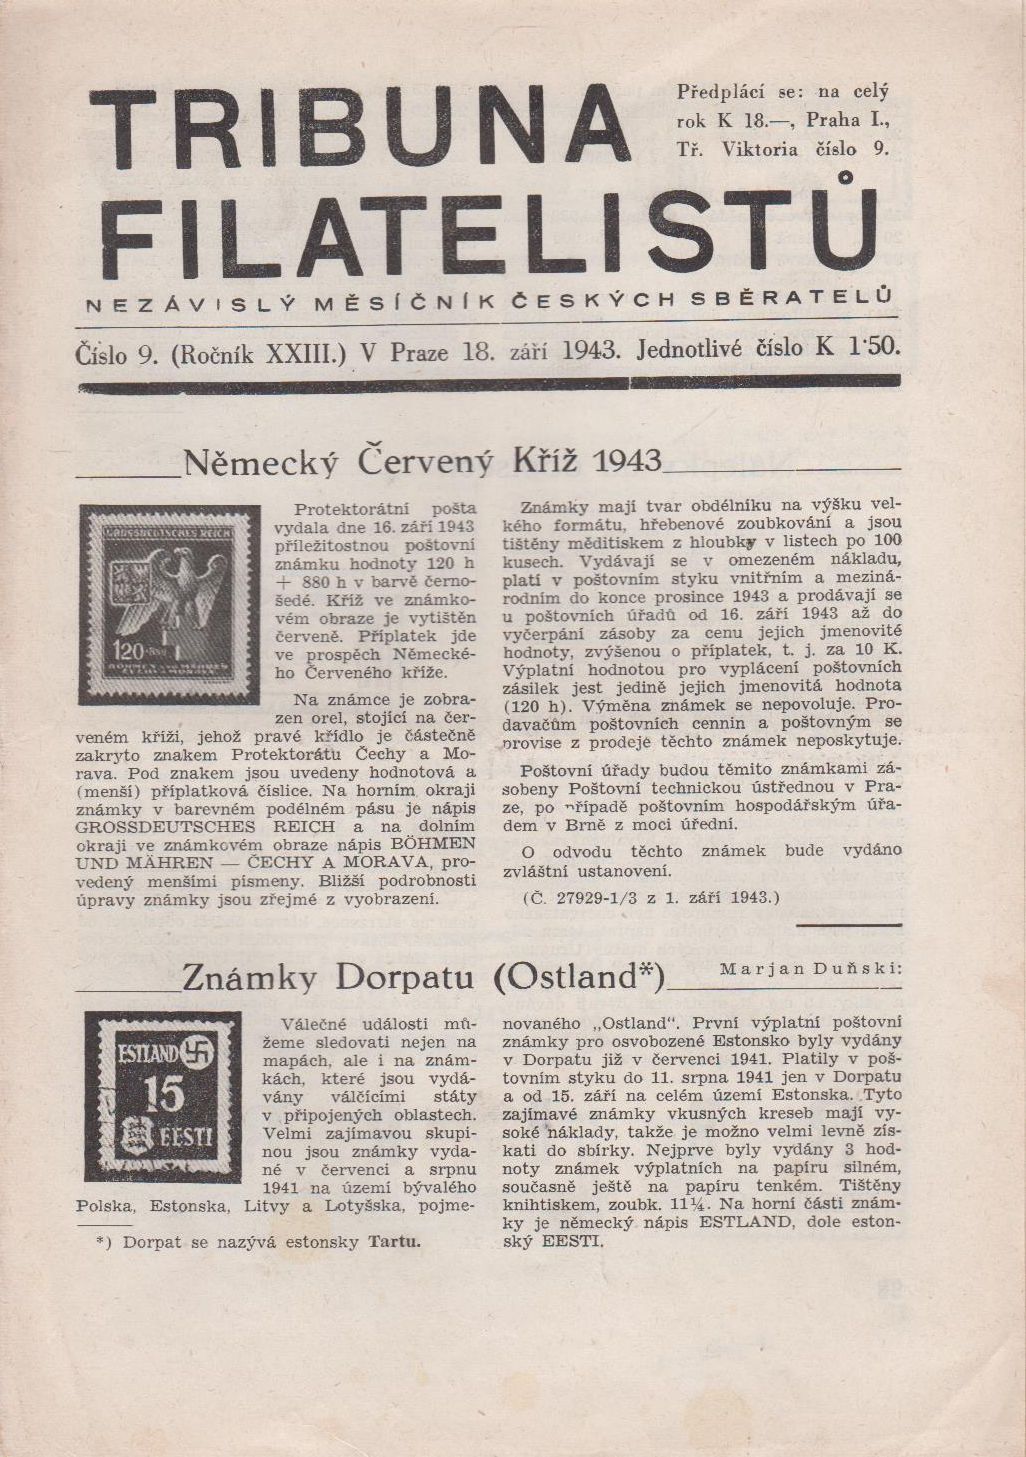 TRIBUNA
FILATELISTŮ
Předplácí se: na celý
rok K 18.—, Praha I.,
Tř. Viktoria číslo 9.
NEZÁVISLÝ MĚSÍČNÍK ČESKÝCH SBĚRATELŮ
Číslo 9. (Ročník XXIII.) V Praze 18. září 1943. Jednotlivé číslo K 1·50.
Německý Červený Kříž 1943
GROSSDEUTSCHES REICH
120+880
BÖHMEN UND MÄHREN
ČECHY A MORAVA
Protektorátní pošta
vydala dne 16. září 1943
příležitostnou poštovní
známku hodnoty 120 h
+ 880 h v barvě černo-
šedé. Kříž ve známko-
vém obraze je vytištěn
červeně. Příplatek jde
ve prospěch Německé-
ho Červeného kříže.
Na známce je zobra-
zen orel, stojící na čer-
veném kříži, jehož pravé křídlo je částečně
zakryto znakem Protektorátu Čechy a Mo-
rava. Pod znakem jsou uvedeny hodnotová a
(menší) příplatková číslice. Na horním okraji
známky v barevném podélném pásu je nápis
GROSSDEUTSCHES REICH a na dolním
okraji ve známkovém obraze nápis BÖHMEN
UND MÄHREN — ČECHY A MORAVA, pro-
vedený menšími písmeny. Bližší podrobnosti
úpravy známky jsou zřejmé z vyobrazení.
Známky mají tvar obdélníku na výšku vel-
kého formátu, hřebenové zoubkování a jsou
tištěny mědí­tiskem z hloubky v listech po 100
kusech. Vydávají se v omezeném nákladu,
platí v poštovním styku vnitřním a meziná-
rodním do konce prosince 1943 a prodávají se
u poštovních úřadů od 16. září 1943 až do
vyčerpání zásoby za cenu jejich jmenovité
hodnoty, zvýšenou o příplatek, t. j. za 10 K.
Výplatní hodnotou pro vyplácení poštovních
zásilek jest jedině jejich jmenovitá hodnota
(120 h). Výměna známek se nepovoluje. Pro-
davačům poštovních cennin a poštovným se
provise z prodeje těchto známek neposkytuje.
Poštovní úřady budou těmito známkami zá-
sobeny Poštovní technickou ústřednou v Pra-
ze, po případě poštovním hospodářským úřa-
dem v Brně z moci úřední.
O odvodu těchto známek bude vydáno
zvláštní ustanovení.
(Č. 27929-1/3 z 1. září 1943.)
Známky Dorpatu (Ostland*)
Marjan Duňski:
ESTLAND
15
EESTI
Válečné události mů-
žeme sledovati nejen na
mapách, ale i na znám-
kách, které jsou vydá-
vány válčícími státy
v připojených oblastech.
Velmi zajímavou skupi-
nou jsou známky vyda-
né v červenci a srpnu
1941 na území bývalého
Polska, Estonska, Litvy a Lotyšska, pojme-
*) Dorpat se nazývá estonsky Tartu.
novaného „Ostland“. První výplatní poštovní
známky pro osvobozené Estonsko byly vydány
v Dorpatu již v červenci 1941. Platily v poš-
tovním styku do 11. srpna 1941 jen v Dorpatu
a od 15. září na celém území Estonska. Tyto
zajímavé známky vkusných kreseb mají vy-
soké náklady, takže je možno velmi levně zís-
kati do sbírky. Nejprve byly vydány 3 hod-
noty známek výplatních na papíru silném,
současně ještě na papíru tenkém. Tištěny
knihtiskem, zoubk. 11¼. Na horní části znám-
ky je německý nápis ESTLAND, dole eston-
ský EESTI.